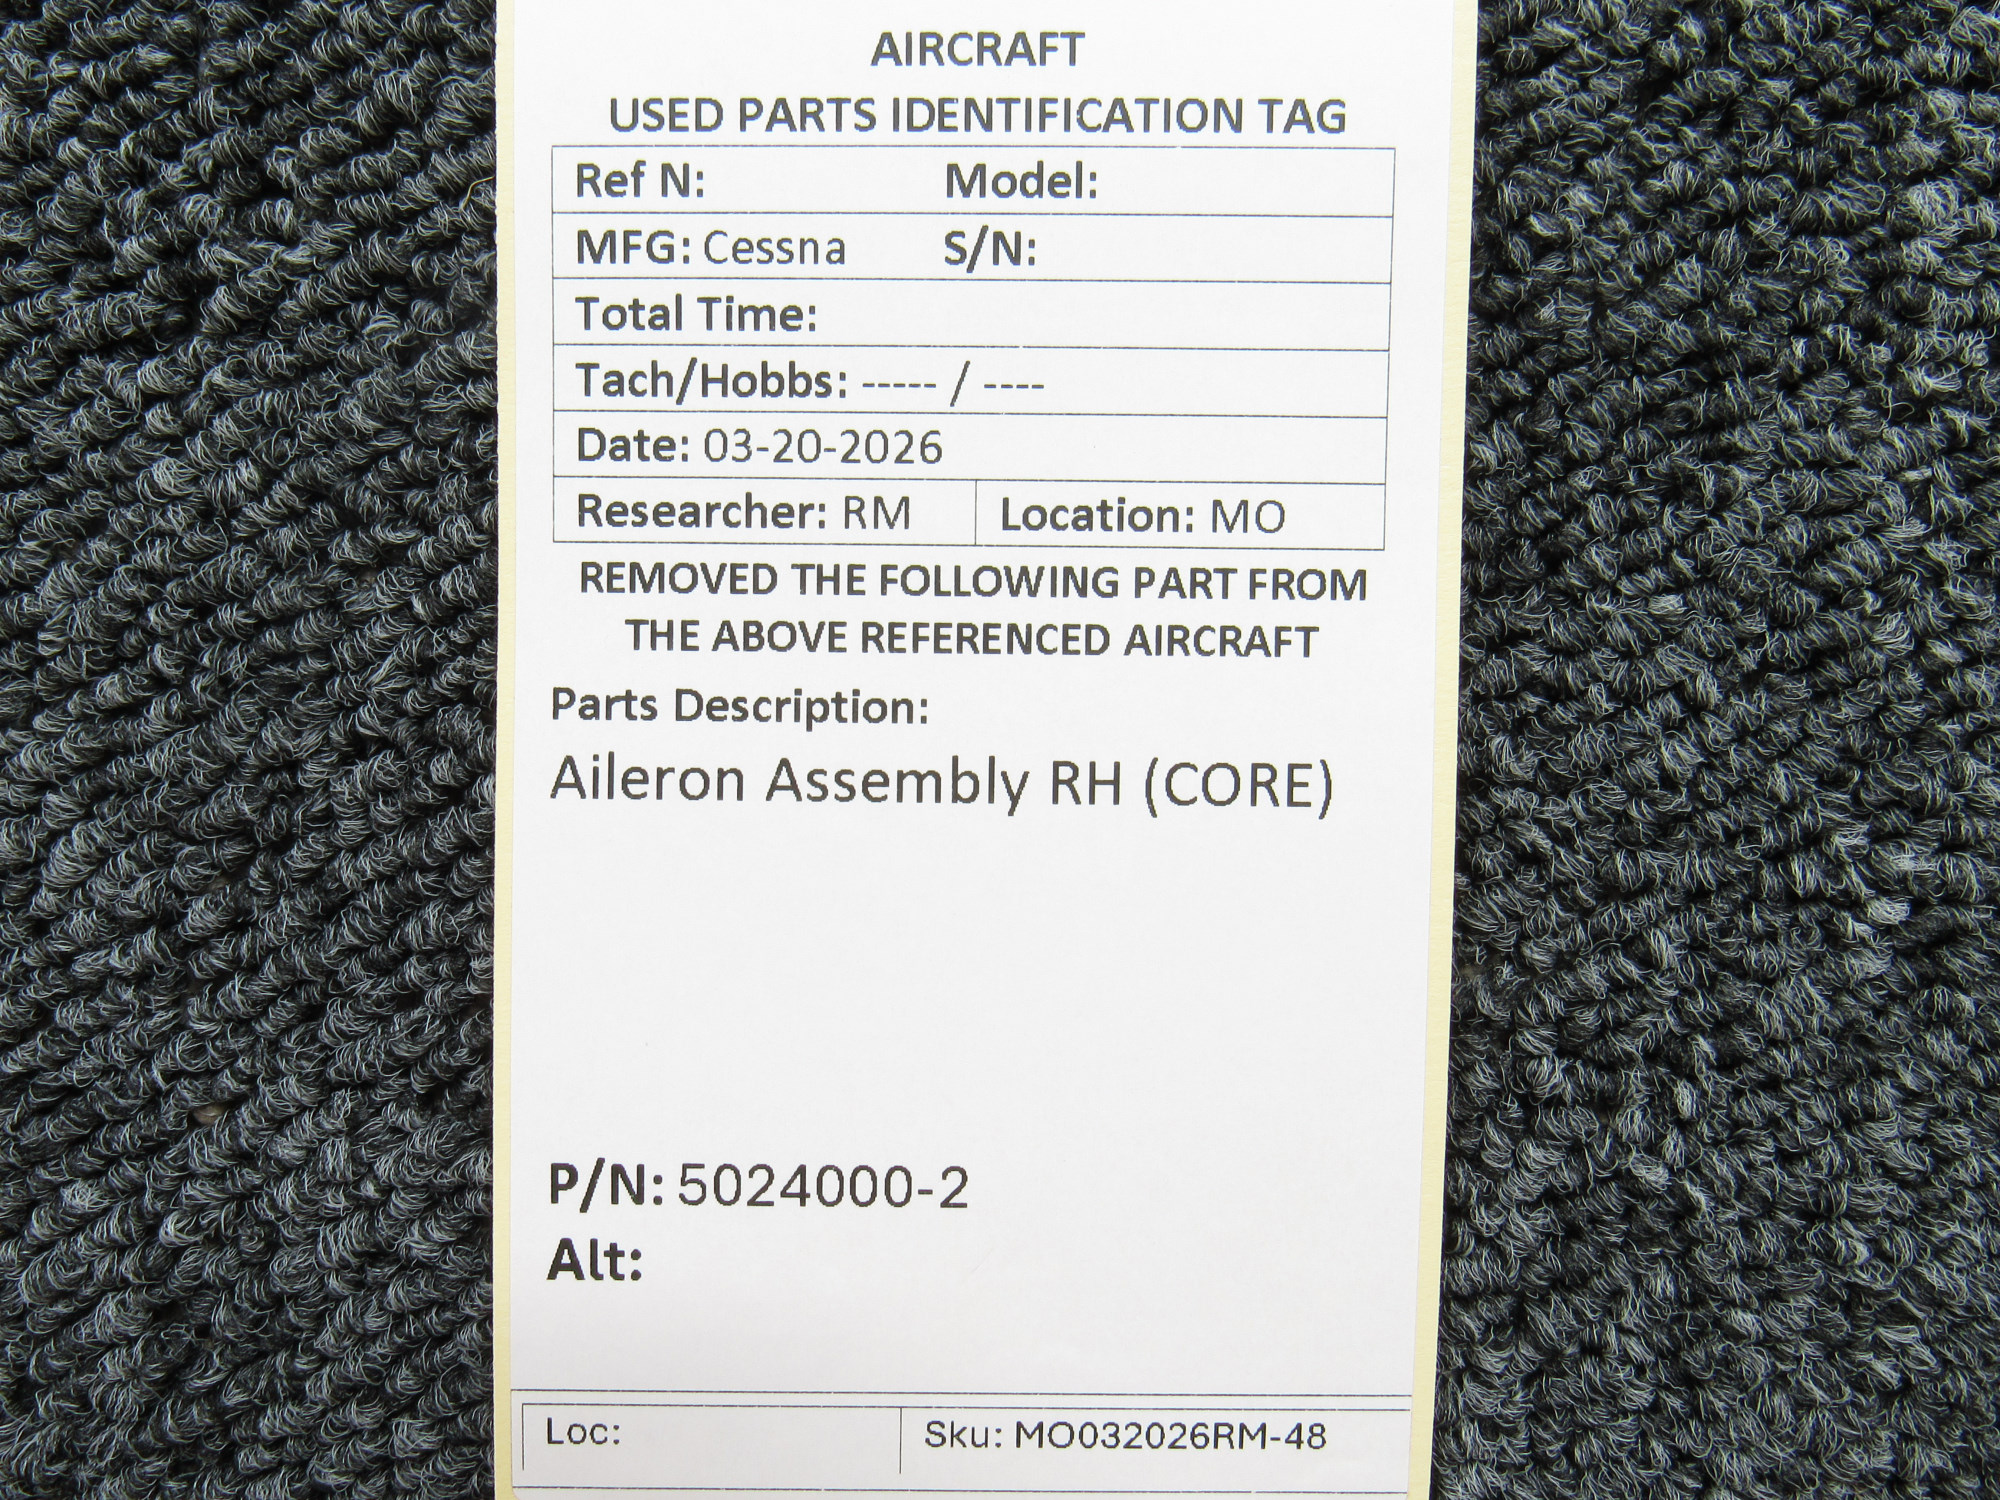 AIRCRAFT
USED PARTS IDENTIFICATION TAG
Ref N: Model:
MFG: Cessna S/N:
Total Time:
Tach/Hobbs: ----- / ----
Date: 03-20-2026
Researcher: RM Location: MO
REMOVED THE FOLLOWING PART FROM
THE ABOVE REFERENCED AIRCRAFT
Parts Description:
Aileron Assembly RH (CORE)
P/N: 5024000-2
Alt:
Loc: Sku: MO032026RM-48